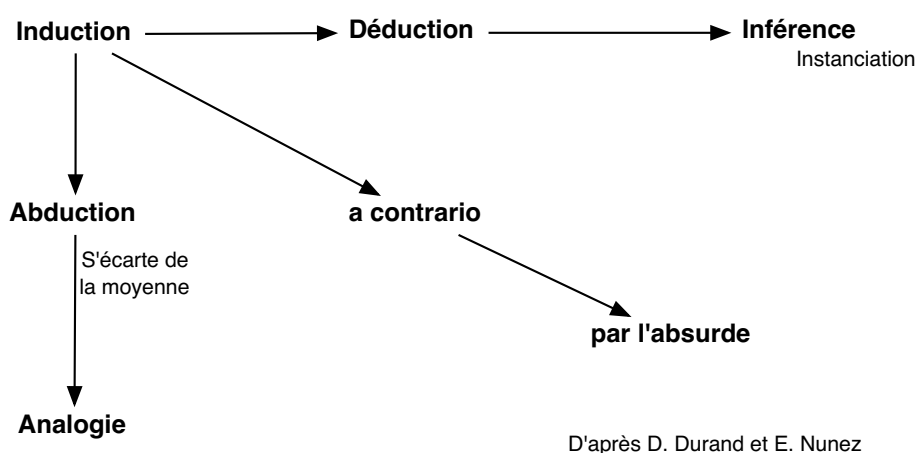 Induction
Déduction
Inférence
Instanciation
Abduction
a contrario
S'écarte de
la moyenne
par l'absurde
Analogie
D'après D. Durand et E. Nunez